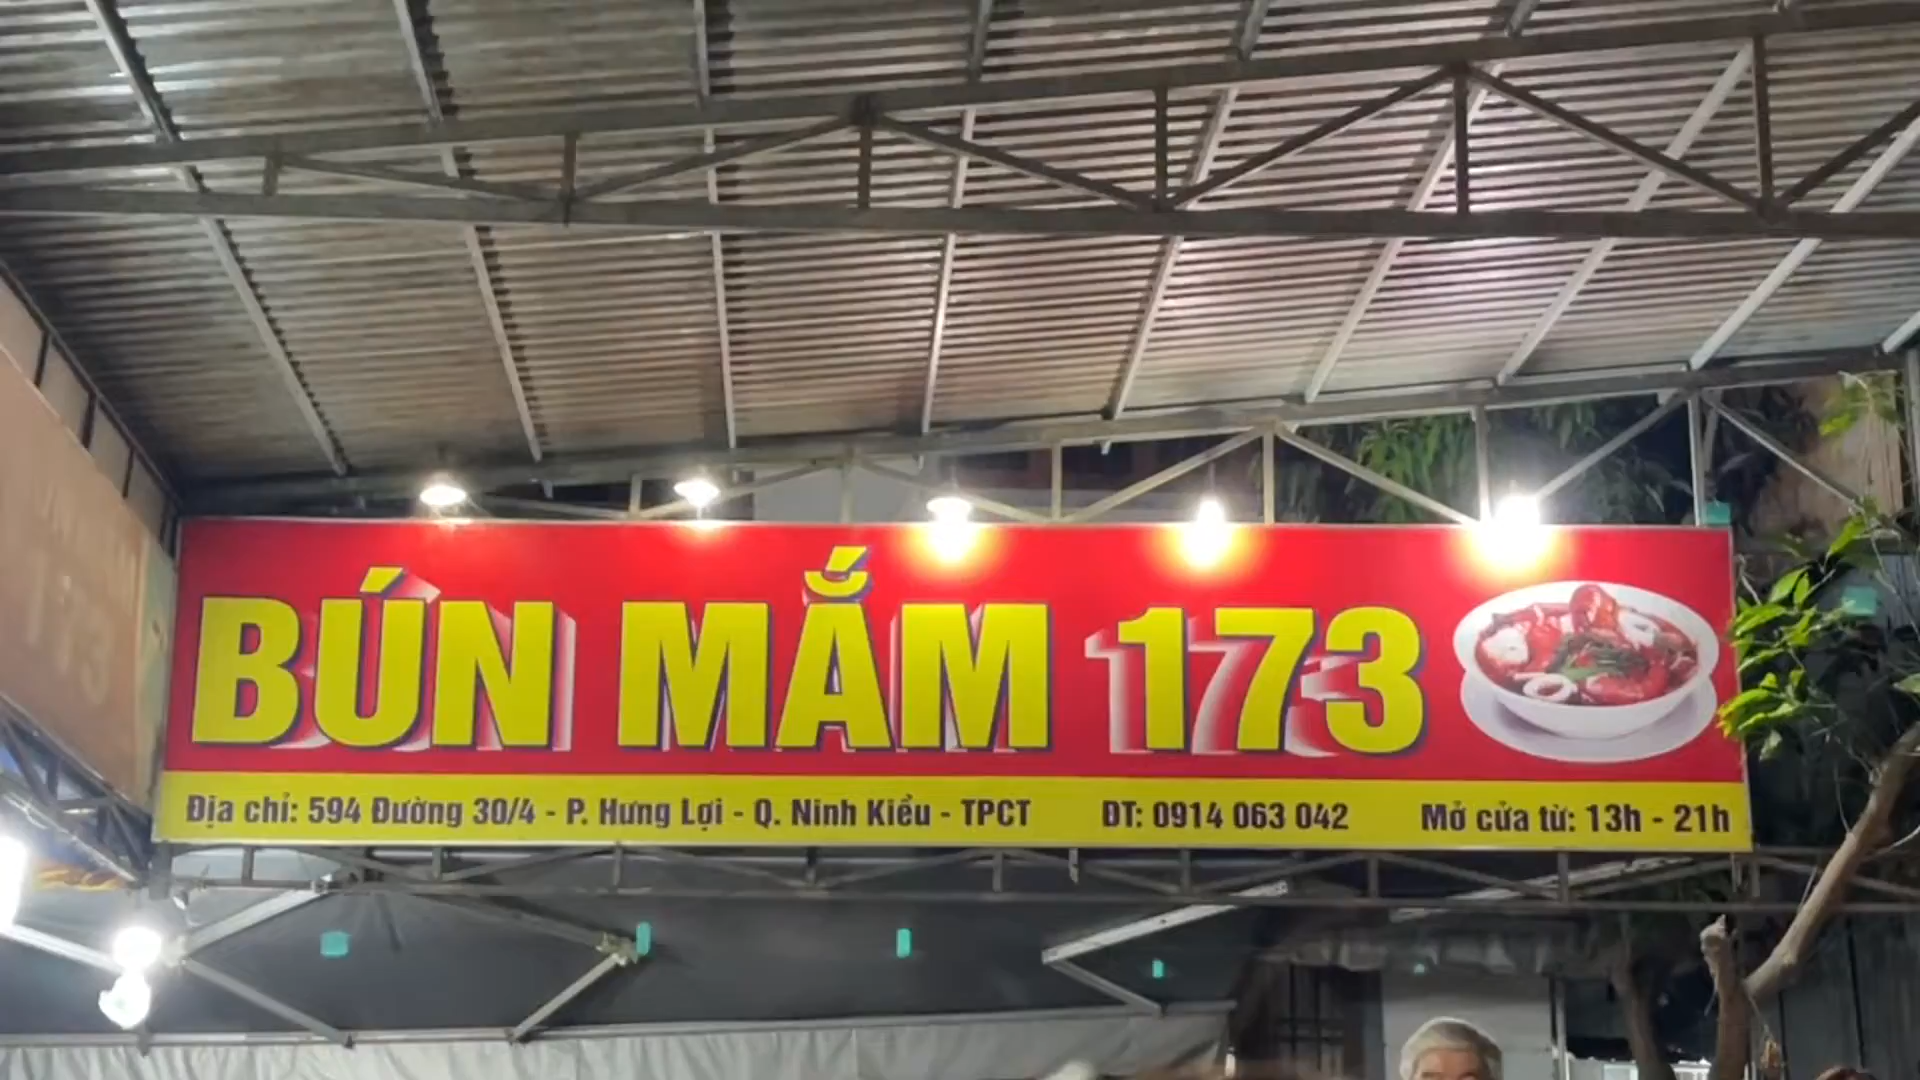 BÚN MẮM 173
Địa chỉ: 594 Đường 30/4 - P. Hưng Lợi - Q. Ninh Kiều - TPCT ĐT: 0914 063 042 Mở cửa từ: 13h - 21h
173